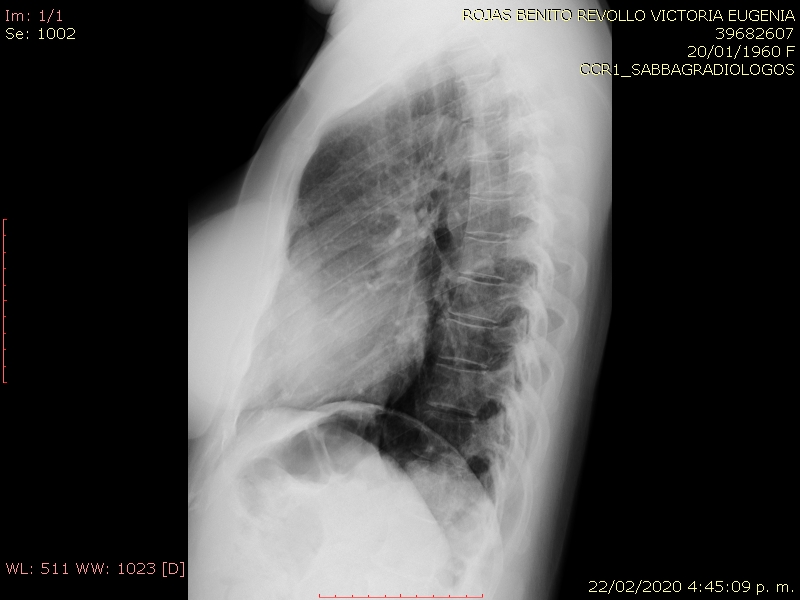 Im: 1/1
Se: 1002
ROJAS BENITO REVOLLO VICTORIA EUGENIA
39682607
20/01/1960 F
CCR1_SABBAGRADIOLOGOS
WL: 511 WW: 1023 [D]
22/02/2020 4:45:09 p. m.